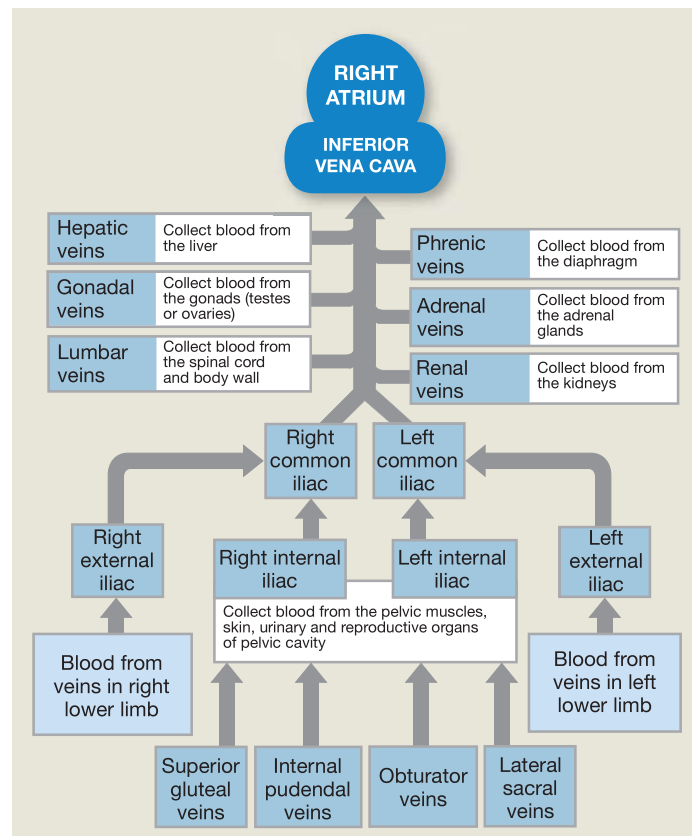 RIGHT
ATRIUM
INFERIOR
VENA CAVA
Hepatic
veins
Collect blood from
the liver
Gonadal
veins
Collect blood from
the gonads (testes
or ovaries)
Lumbar
veins
Collect blood from
the spinal cord
and body wall
Phrenic
veins
Collect blood from
the diaphragm
Adrenal
veins
Collect blood from
the adrenal
glands
Renal
veins
Collect blood from
the kidneys
Right
common
iliac
Left
common
iliac
Right
external
iliac
Right internal
iliac
Left internal
iliac
Left
external
iliac
Collect blood from the pelvic muscles,
skin, urinary and reproductive organs
of pelvic cavity
Blood from
veins in right
lower limb
Blood from
veins in left
lower limb
Superior
gluteal
veins
Internal
pudendal
veins
Obturator
veins
Lateral
sacral
veins